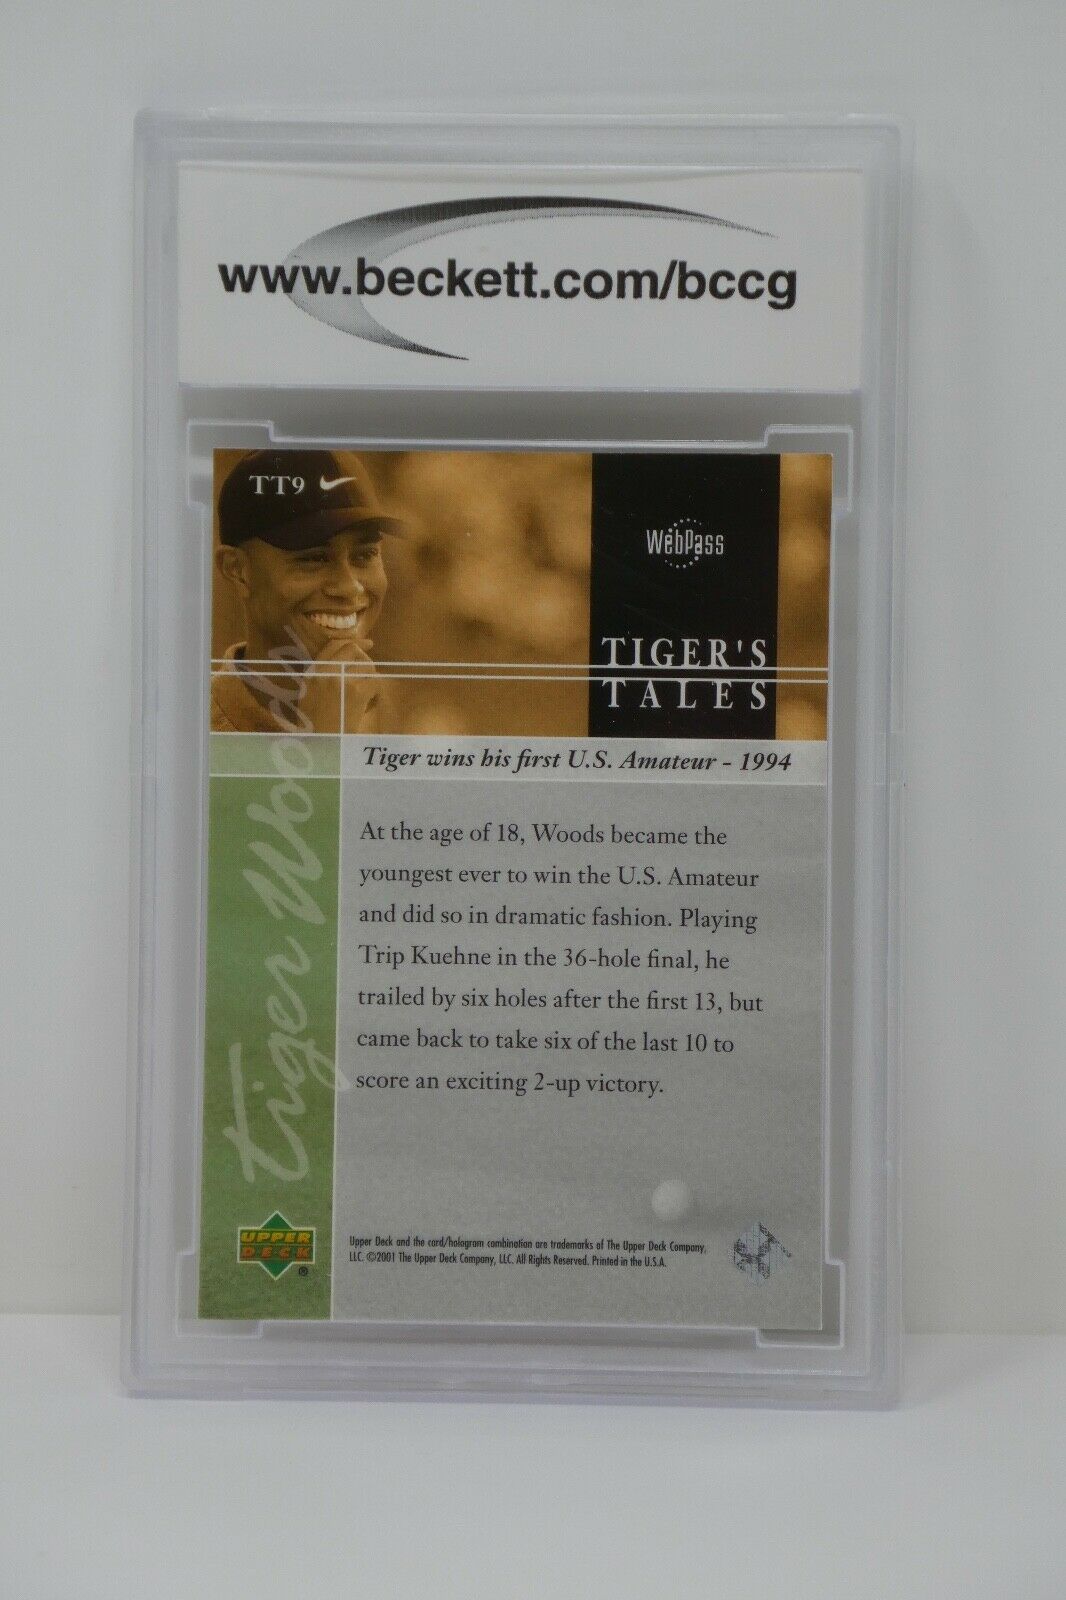 www.beckett.com/bccg
TT9
WebPass
TIGER'S
TALES
Tiger Woods
Tiger wins his first U.S. Amateur - 1994
At the age of 18, Woods became the
youngest ever to win the U.S. Amateur
and did so in dramatic fashion. Playing
Trip Kuehne in the 36-hole final, he
trailed by six holes after the first 13, but
came back to take six of the last 10 to
score an exciting 2-up victory.
UPPER
DECK
®
Upper Deck and the card/hologram combination are trademarks of The Upper Deck Company,
LLC. ©2001 The Upper Deck Company, LLC. All Rights Reserved. Printed in the U.S.A.